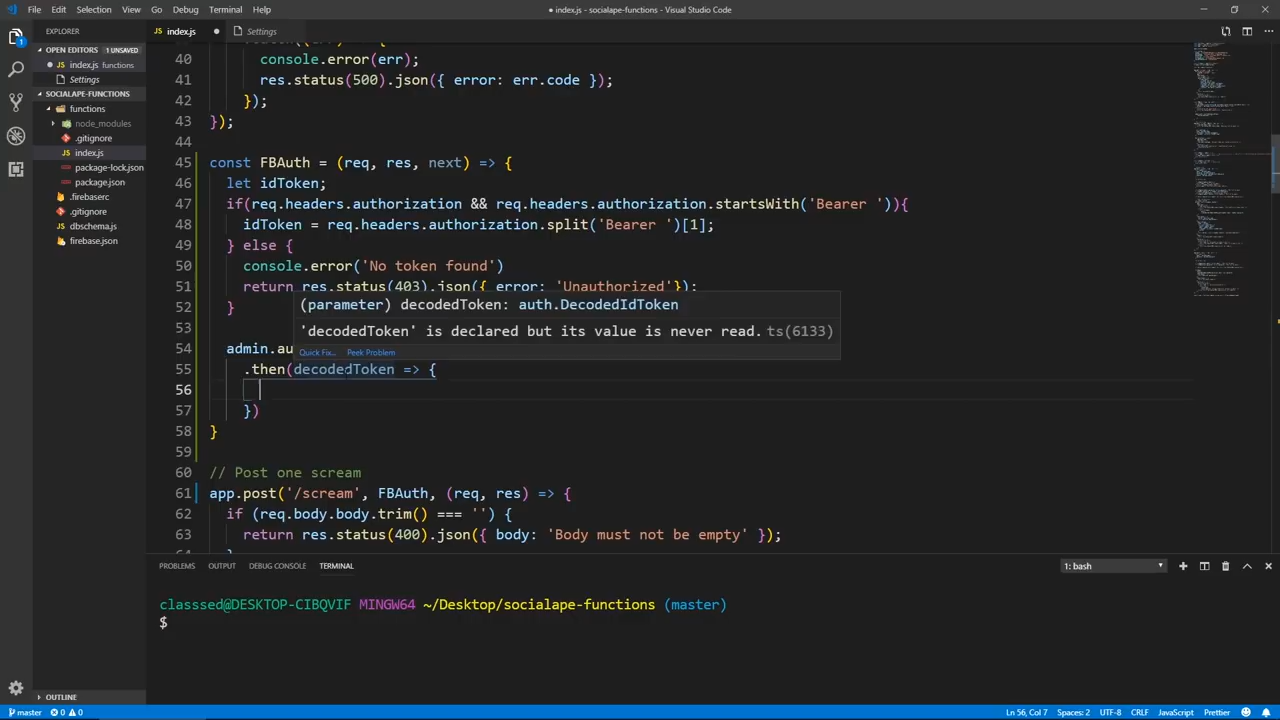 File Edit Selection View Go Debug Terminal Help
● index.js - socialape-functions - Visual Studio Code
EXPLORER
OPEN EDITORS 1 UNSAVED
index.js functions
Settings
SOCIALAPE-FUNCTIONS
functions
node_modules
.gitignore
index.js
package-lock.json
package.json
.firebaserc
.gitignore
dbschema.js
firebase.json
OUTLINE
index.js
Settings
40 console.error(err);
41 res.status(500).json({ error: err.code });
42 });
43 });
44
45 const FBAuth = (req, res, next) => {
46 let idToken;
47 if(req.headers.authorization && req.headers.authorization.startsWith('Bearer ')){
48 idToken = req.headers.authorization.split('Bearer ')[1];
49 } else {
50 console.error('No token found')
51 return res.status(403).json({ error: 'Unauthorized'});
52 }
(parameter) decodedToken: auth.DecodedIdToken
53
'decodedToken' is declared but its value is never read. ts(6133)
54 admin.au
Quick Fix... Peek Problem
55 .then(decodedToken => {
56
57 })
58 }
59
60 // Post one scream
61 app.post('/scream', FBAuth, (req, res) => {
62 if (req.body.body.trim() === '') {
63 return res.status(400).json({ body: 'Body must not be empty' });
64 }
PROBLEMS OUTPUT DEBUG CONSOLE TERMINAL
1: bash
classsed@DESKTOP-CIBQVIF MINGW64 ~/Desktop/socialape-functions (master)
$
master 0 0
Ln 56, Col 7 Spaces: 2 UTF-8 CRLF JavaScript Prettier